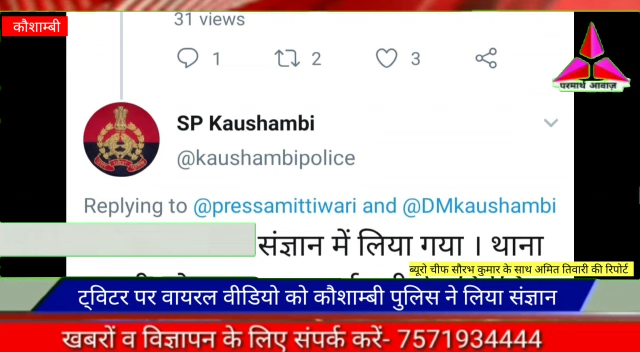 कौशाम्बी
31 views
1 2 3
परमार्थ आवाज़
SP Kaushambi
@kaushambipolice
Replying to @pressamittiwari and @DMkaushambi
संज्ञान में लिया गया । थाना
ब्यूरो चीफ सौरभ कुमार के साथ अमित तिवारी की रिपोर्ट
ट्विटर पर वायरल वीडियो को कौशाम्बी पुलिस ने लिया संज्ञान
खबरों व विज्ञापन के लिए संपर्क करें- 7571934444